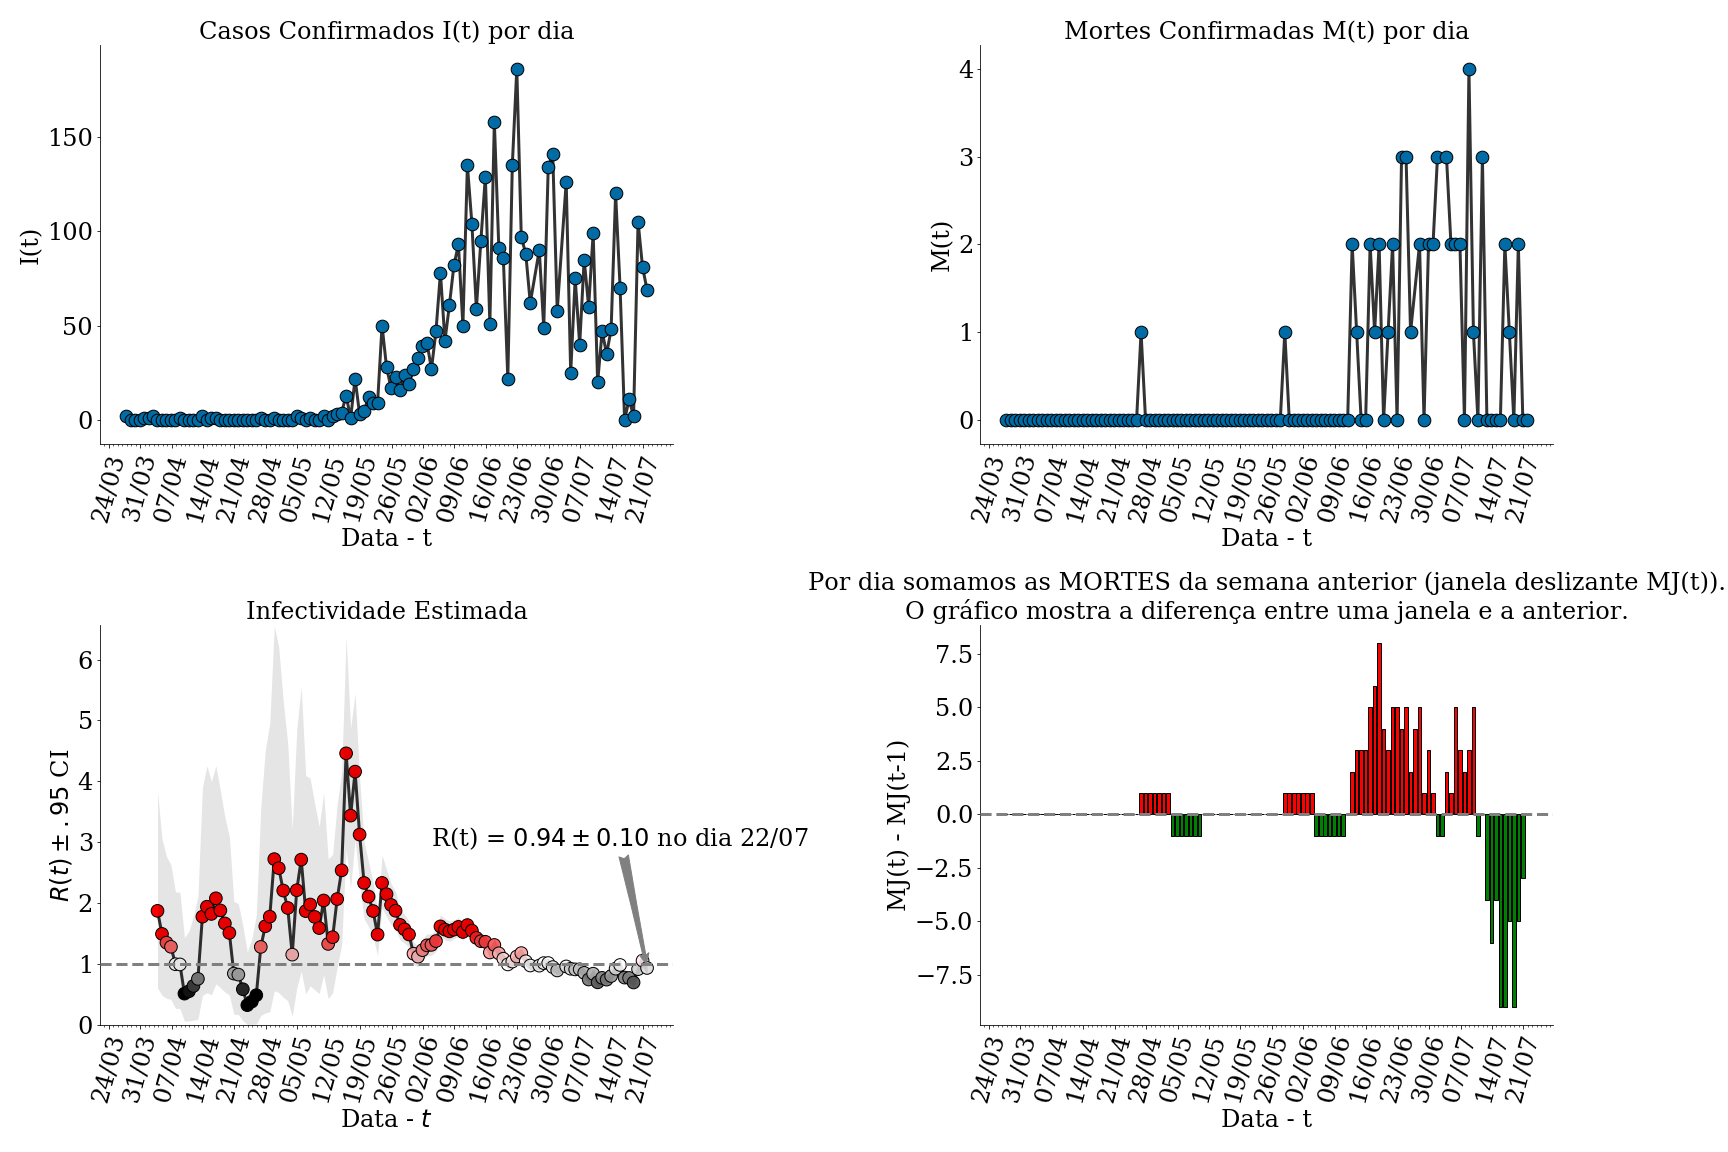 Casos Confirmados I(t) por dia
I(t)
150
100
50
0
24/03 31/03 07/04 14/04 21/04 28/04 05/05 12/05 19/05 26/05 02/06 09/06 16/06 23/06 30/06 07/07 14/07 21/07
Data - t
Mortes Confirmadas M(t) por dia
M(t)
4
3
2
1
0
24/03 31/03 07/04 14/04 21/04 28/04 05/05 12/05 19/05 26/05 02/06 09/06 16/06 23/06 30/06 07/07 14/07 21/07
Data - t
Infectividade Estimada
R(t) ± .95 CI
6
5
4
3
2
1
0
R(t) = 0.94 ± 0.10 no dia 22/07
24/03 31/03 07/04 14/04 21/04 28/04 05/05 12/05 19/05 26/05 02/06 09/06 16/06 23/06 30/06 07/07 14/07 21/07
Data - t
Por dia somamos as MORTES da semana anterior (janela deslizante MJ(t)).
O gráfico mostra a diferença entre uma janela e a anterior.
MJ(t) - MJ(t-1)
7.5
5.0
2.5
0.0
−2.5
−5.0
−7.5
24/03 31/03 07/04 14/04 21/04 28/04 05/05 12/05 19/05 26/05 02/06 09/06 16/06 23/06 30/06 07/07 14/07 21/07
Data - t